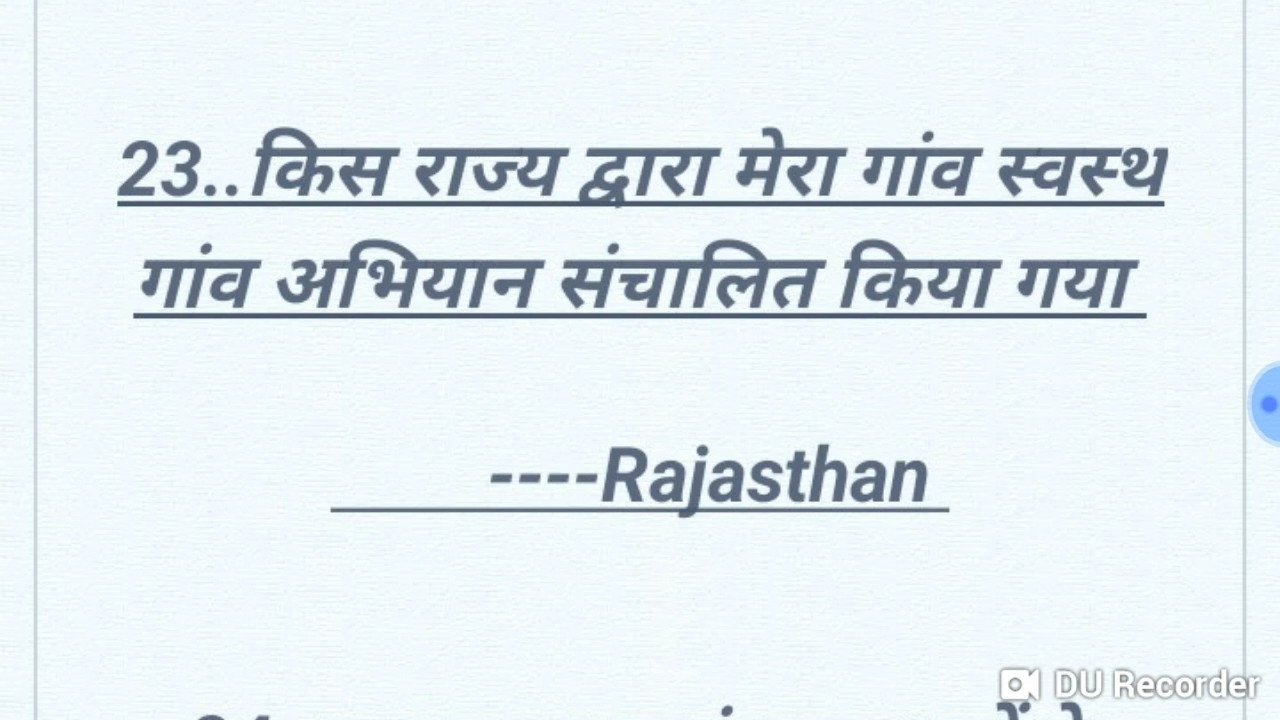 23..किस राज्य द्वारा मेरा गांव स्वस्थ
गांव अभियान संचालित किया गया
----Rajasthan
DU Recorder